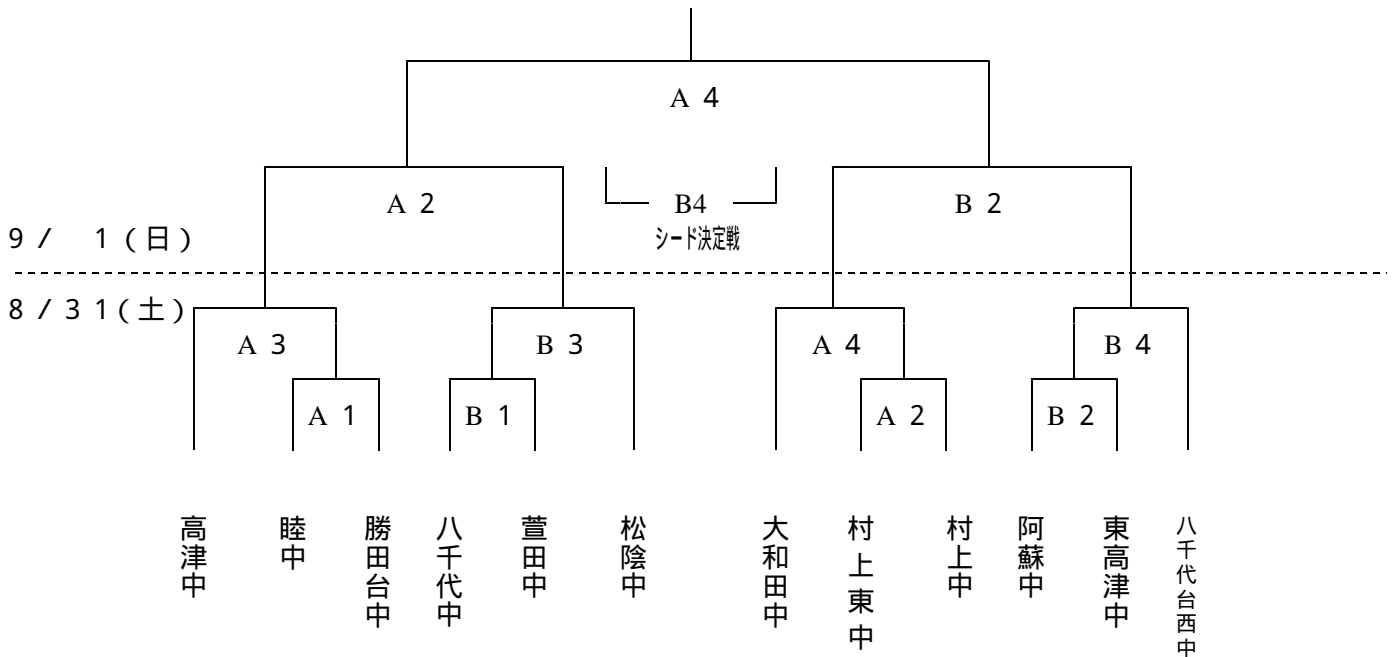 A 4
A 2
B4
B 2
シード決定戦
9 / 1 (日)
8 / 3 1 (土)
A 3
B 3
A 4
B 4
A 1
B 1
A 2
B 2
高津中
睦中
勝田台中
八千代中
萱田中
松陰中
大和田中
村上東中
村上中
阿蘇中
東高津中
八千代台西中